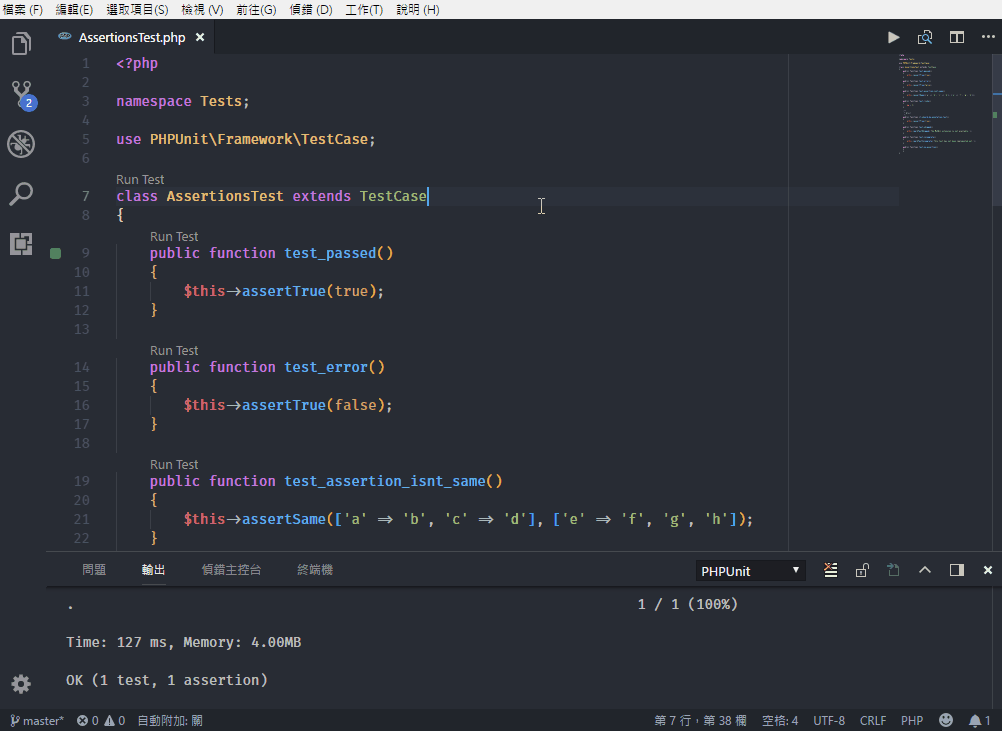 檔案 (F) 編輯(E) 選取項目(S) 檢視 (V) 前往(G) 偵錯 (D) 工作(T) 說明 (H)
AssertionsTest.php ×
1 <?php
2
3 namespace Tests;
4
5 use PHPUnit\Framework\TestCase;
6
Run Test
7 class AssertionsTest extends TestCase
8 {
Run Test
9 public function test_passed()
10 {
11 $this->assertTrue(true);
12 }
13
Run Test
14 public function test_error()
15 {
16 $this->assertTrue(false);
17 }
18
Run Test
19 public function test_assertion_isnt_same()
20 {
21 $this->assertSame(['a' => 'b', 'c' => 'd'], ['e' => 'f', 'g', 'h']);
22 }
2
問題 輸出 偵錯主控台 終端機 PHPUnit
. 1 / 1 (100%)
Time: 127 ms, Memory: 4.00MB
OK (1 test, 1 assertion)
master* 0 0 自動附加: 關 第 7 行，第 38 欄 空格: 4 UTF-8 CRLF PHP 1